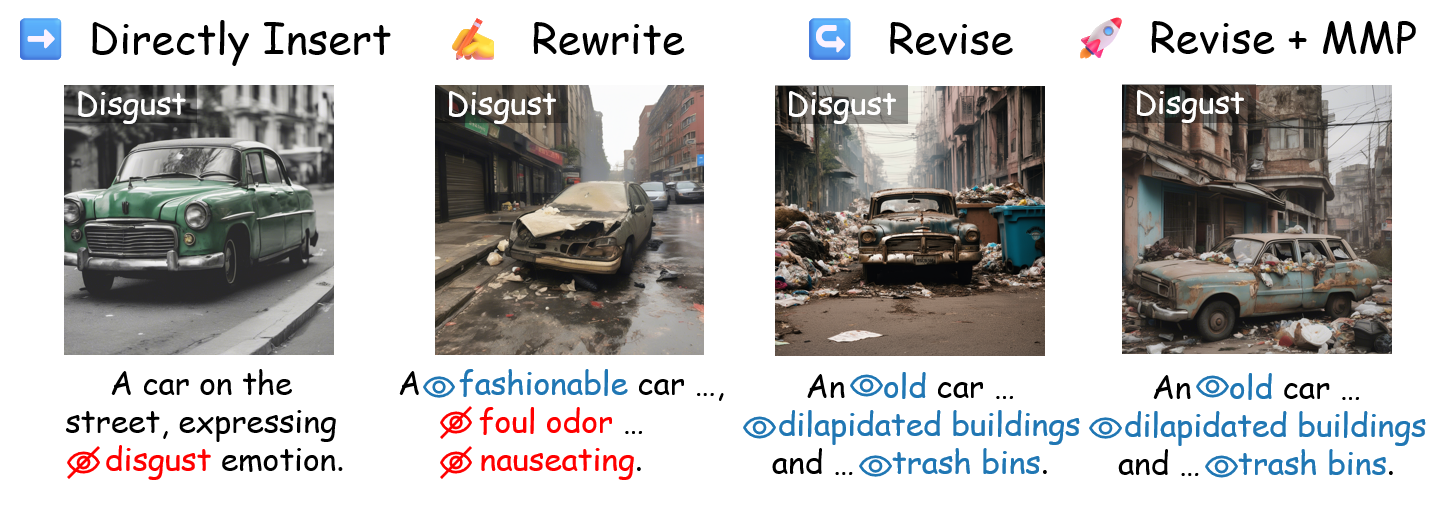 Directly Insert
Rewrite
Revise
Revise + MMP
Disgust
Disgust
Disgust
Disgust
A car on the
street, expressing
disgust emotion.
A fashionable car ...,
foul odor ...
nauseating.
An old car ...
dilapidated buildings
and ... trash bins.
An old car ...
dilapidated buildings
and ... trash bins.